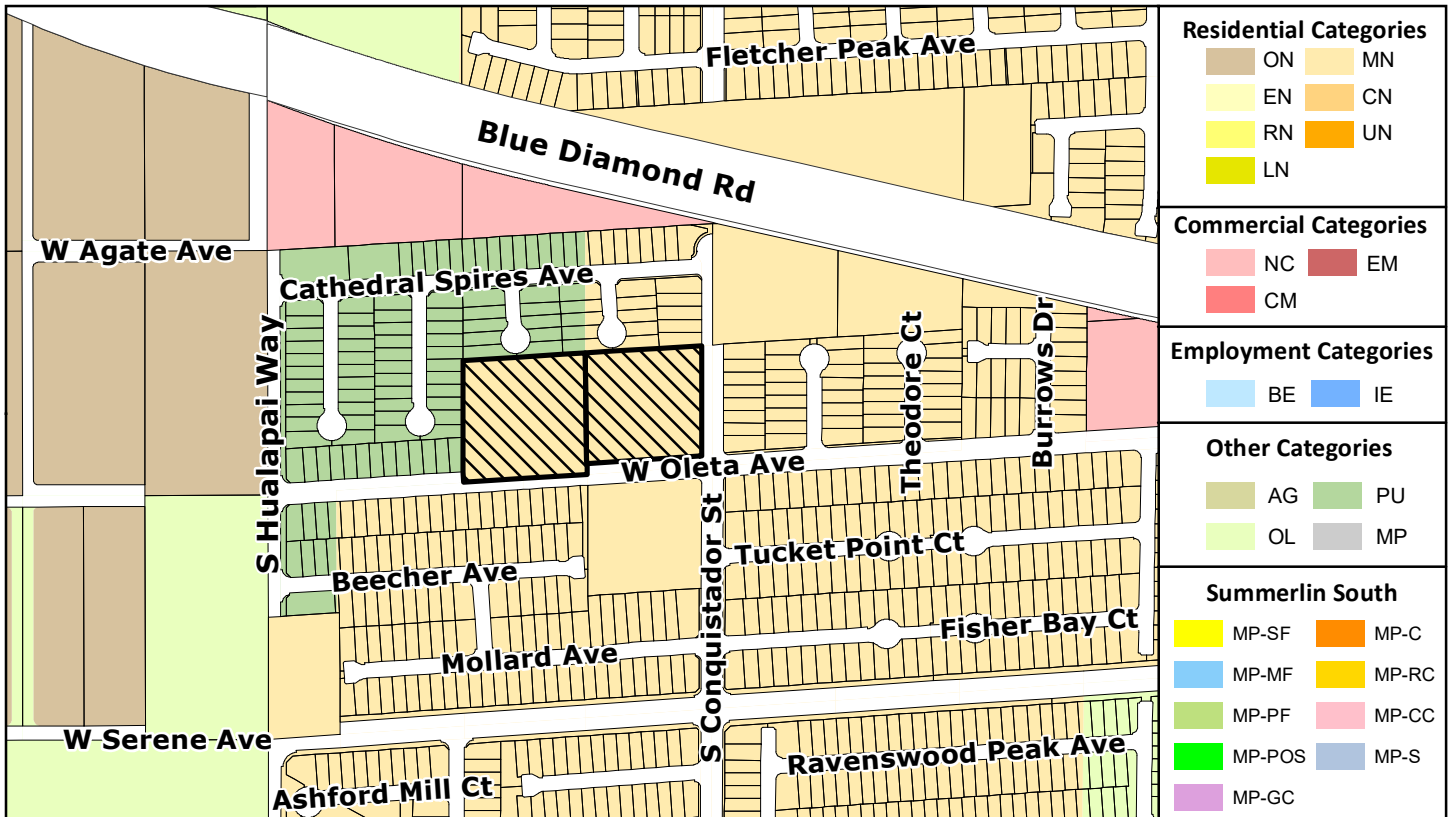 Fletcher Peak Ave
Blue Diamond Rd
W Agate Ave
Cathedral Spires Ave
S Hualapai Way
Theodore Ct
Burrows Dr
W Oleta Ave
S Conquistador St
Tucket Point Ct
Beecher Ave
Fisher Bay Ct
Mollard Ave
W Serene Ave
Ravenswood Peak Ave
Ashford Mill Ct
Residential Categories
ON MN
EN CN
RN UN
LN
Commercial Categories
NC EM
CM
Employment Categories
BE IE
Other Categories
AG PU
OL MP
Summerlin South
MP-SF MP-C
MP-MF MP-RC
MP-PF MP-CC
MP-POS MP-S
MP-GC